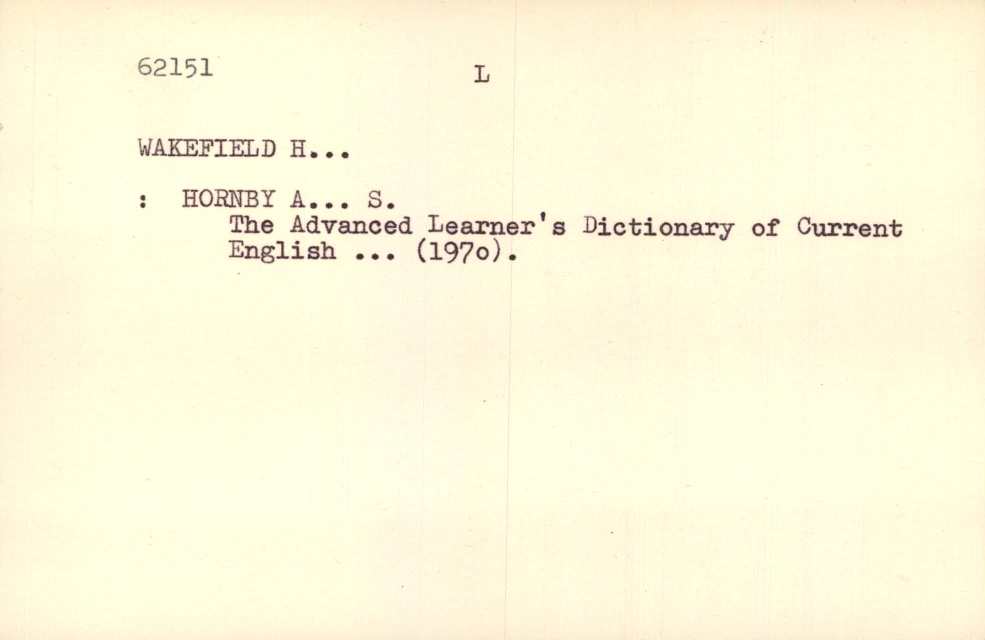 62151 L
WAKEFIELD H...
: HORNBY A... S.
The Advanced Learner's Dictionary of Current
English ... (197o).